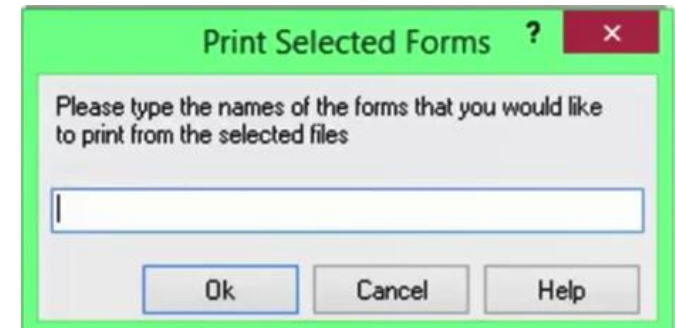 Print Selected Forms ? ×
Please type the names of the forms that you would like
to print from the selected files
Ok Cancel Help